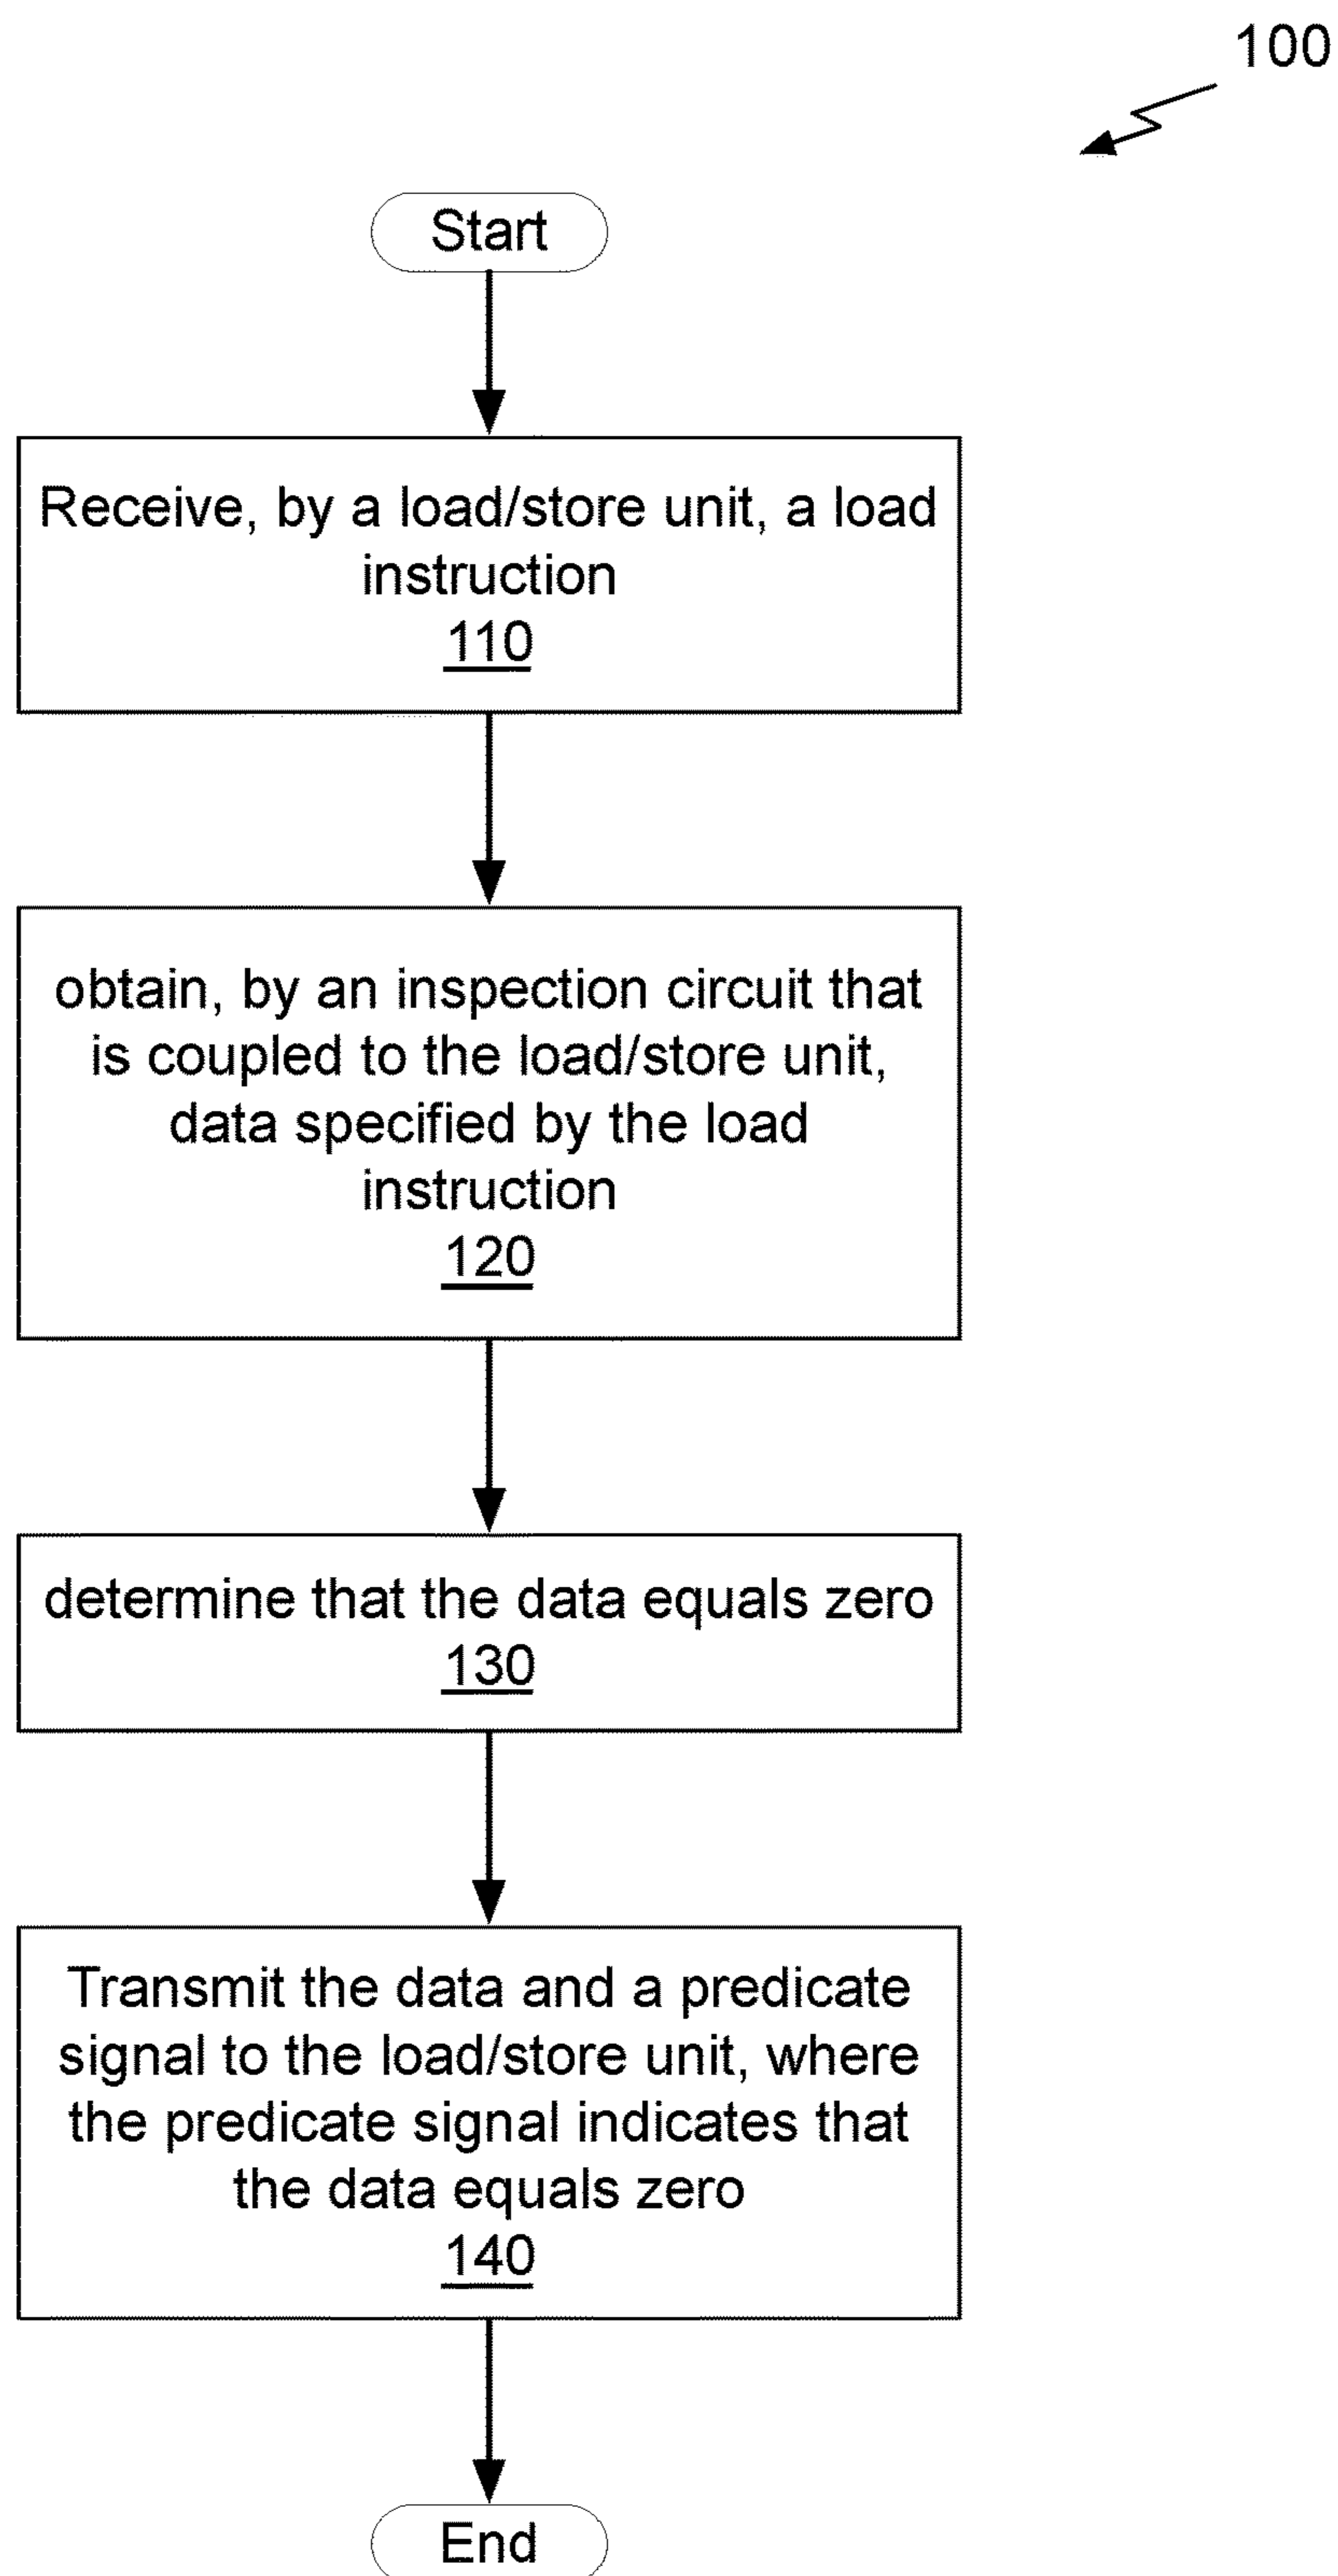 100
Start
Receive, by a load/store unit, a load
instruction
110
obtain, by an inspection circuit that
is coupled to the load/store unit,
data specified by the load
instruction
120
determine that the data equals zero
130
Transmit the data and a predicate
signal to the load/store unit, where
the predicate signal indicates that
the data equals zero
140
End